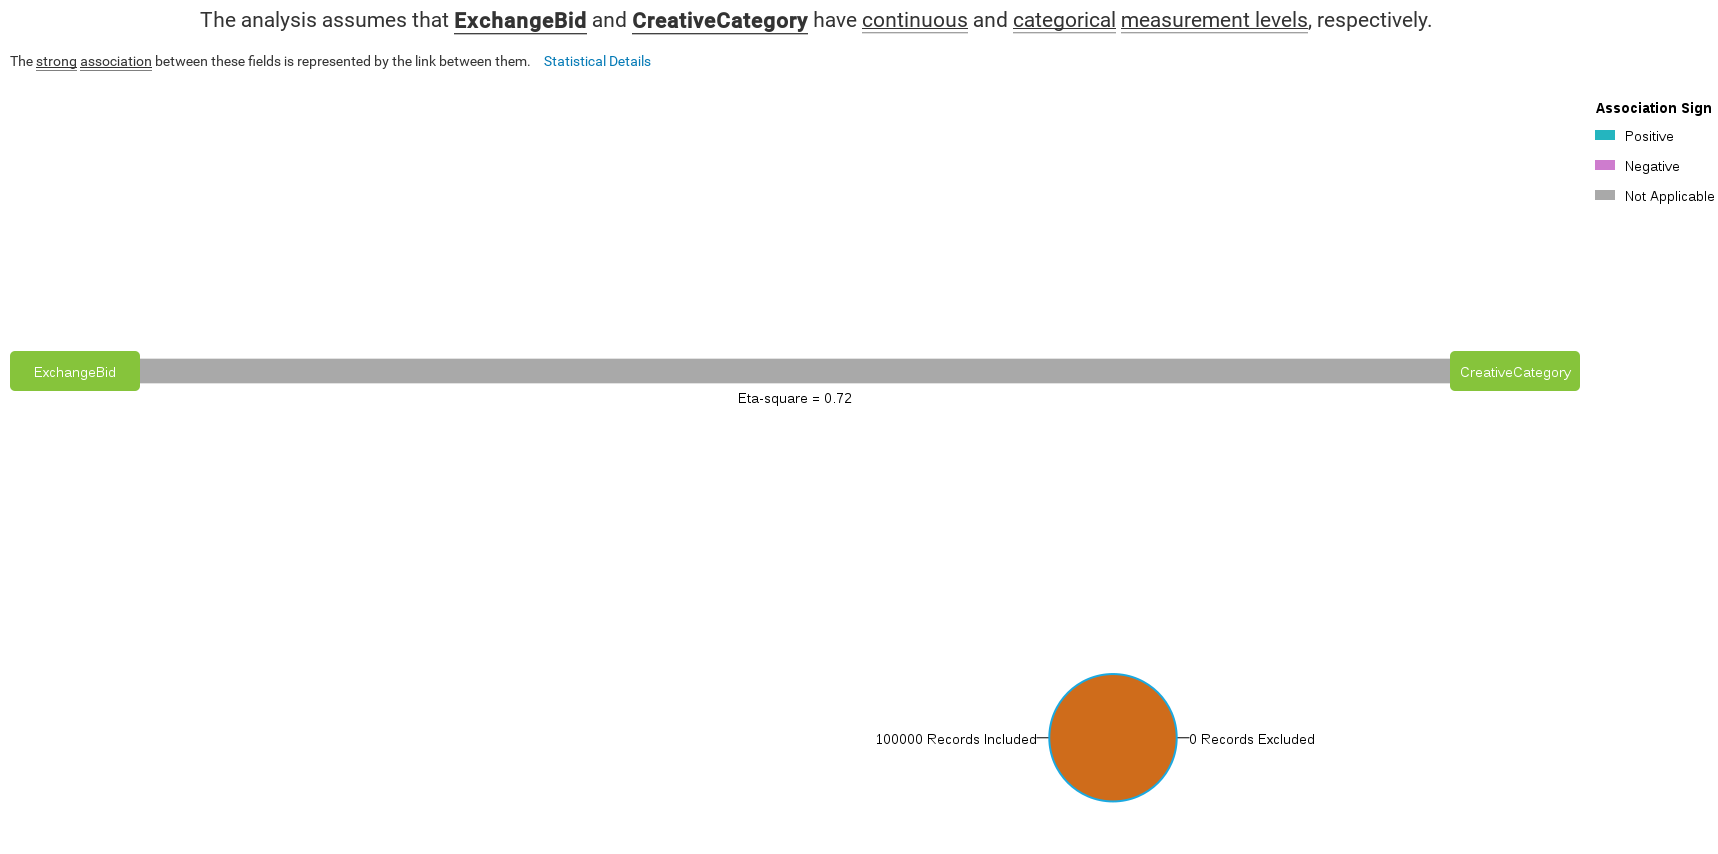 The analysis assumes that ExchangeBid and CreativeCategory have continuous and categorical measurement levels, respectively.
The strong association between these fields is represented by the link between them. Statistical Details
Association Sign
Positive
Negative
Not Applicable
ExchangeBid
CreativeCategory
Eta-square = 0.72
100000 Records Included
0 Records Excluded